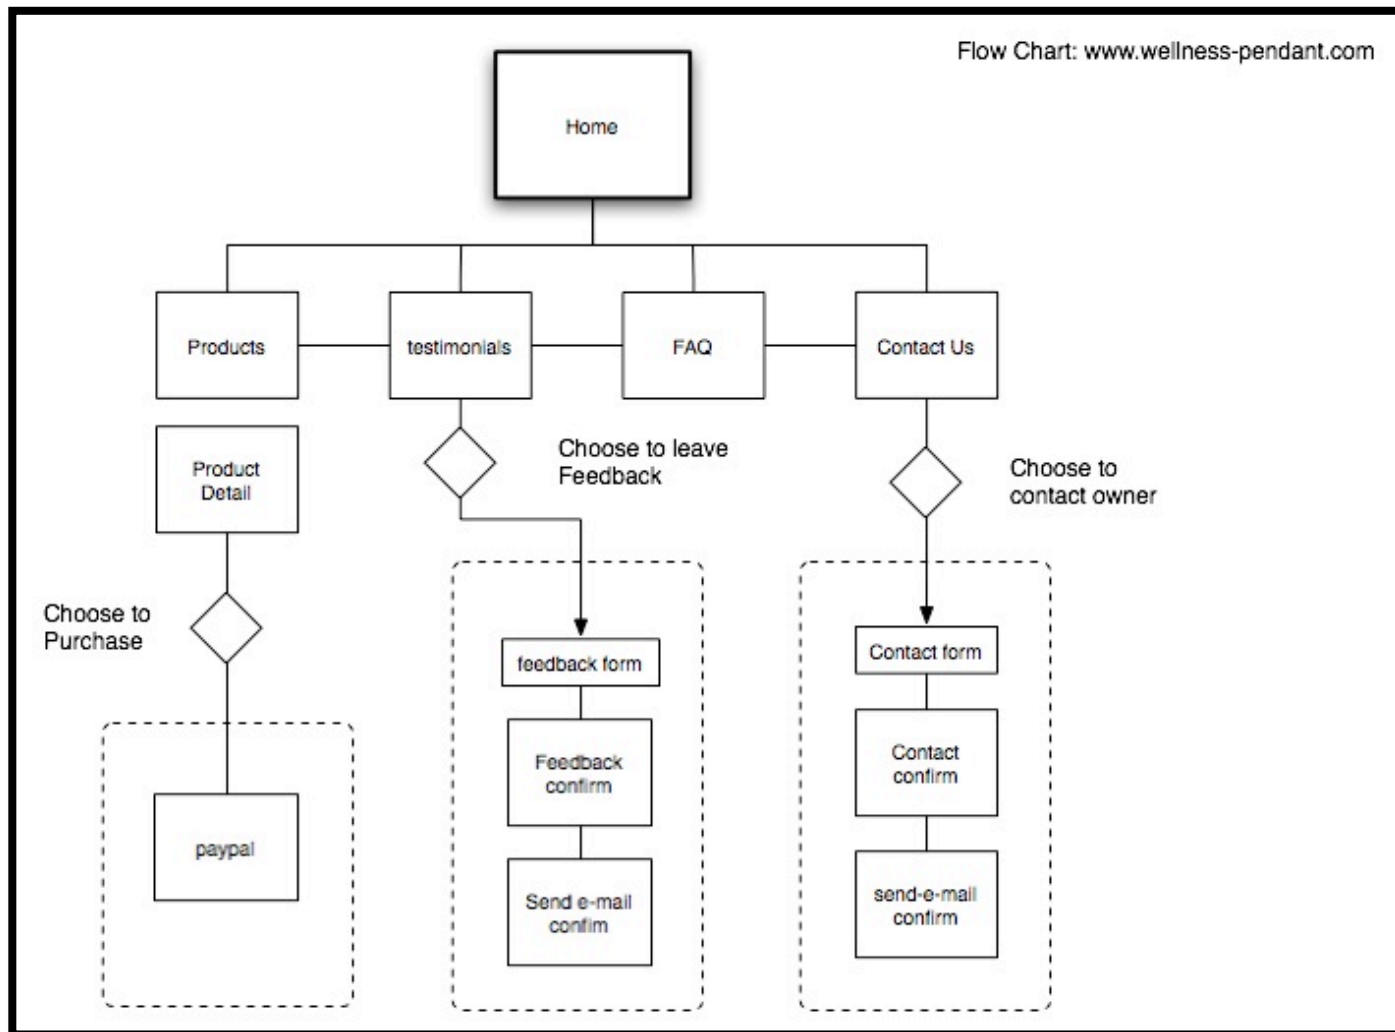 Flow Chart: www.wellness-pendant.com
Home
Products
testimonials
FAQ
Contact Us
Product
Detail
Choose to leave
Feedback
Choose to
contact owner
Choose to
Purchase
feedback form
Contact form
Feedback
confirm
Contact
confirm
paypal
Send e-mail
confim
send-e-mail
confirm